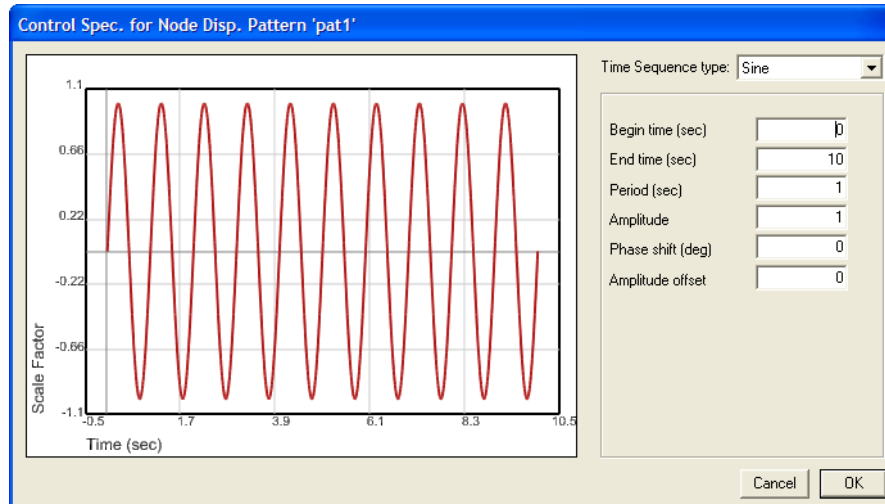 Control Spec. for Node Disp. Pattern 'pat1'
1.1
0.66
0.22
-0.22
-0.66
-1.1
Scale Factor
-0.5
1.7
3.9
6.1
8.3
10.5
Time (sec)
Time Sequence type: Sine
Begin time (sec) 0
End time (sec) 10
Period (sec) 1
Amplitude 1
Phase shift (deg) 0
Amplitude offset 0
Cancel
OK